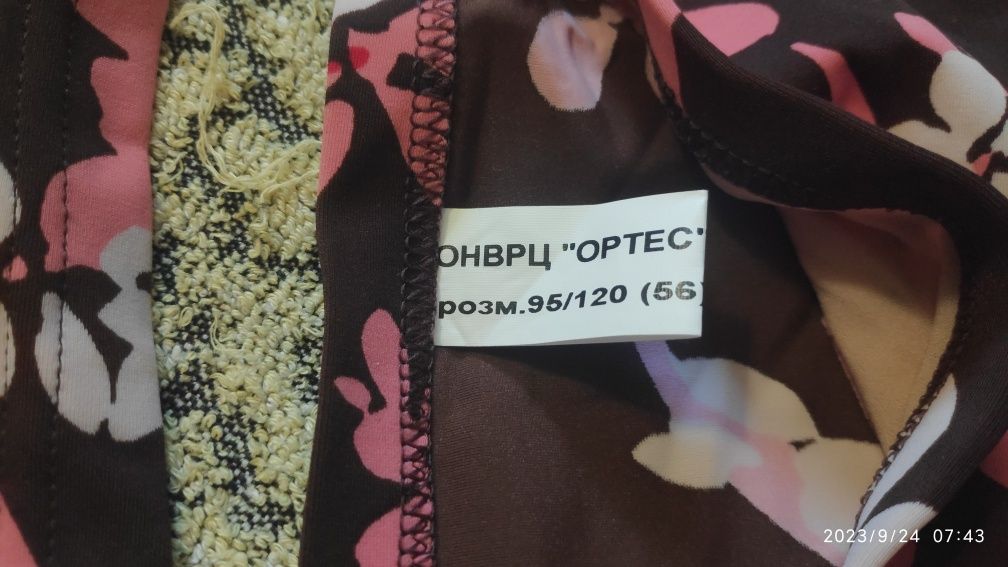 ОНВРЦ "ОРТЕС"
розм.95/120 (56)
2023/9/24 07:43